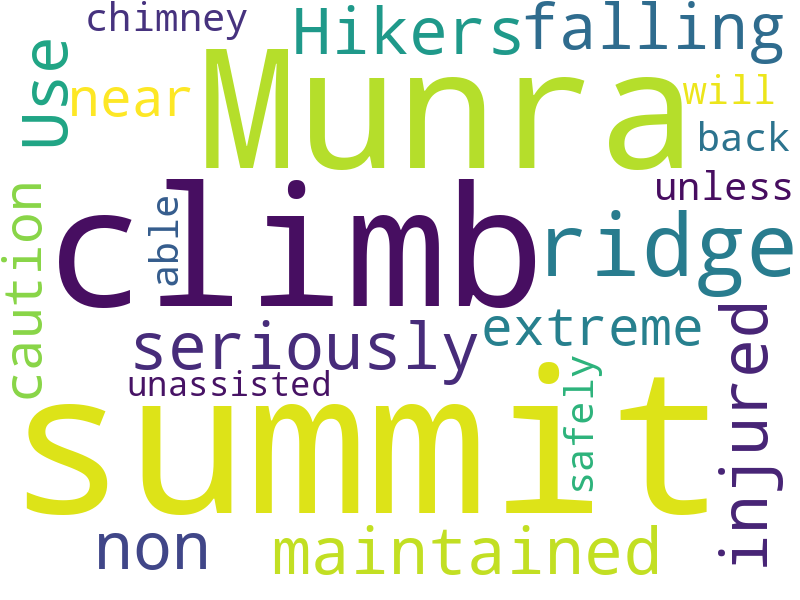 chimney
Hikers
falling
Use
near
Munra
will
back
unless
caution
able
climb
ridge
seriously
extreme
unassisted
injured
safely
summit
non
maintained